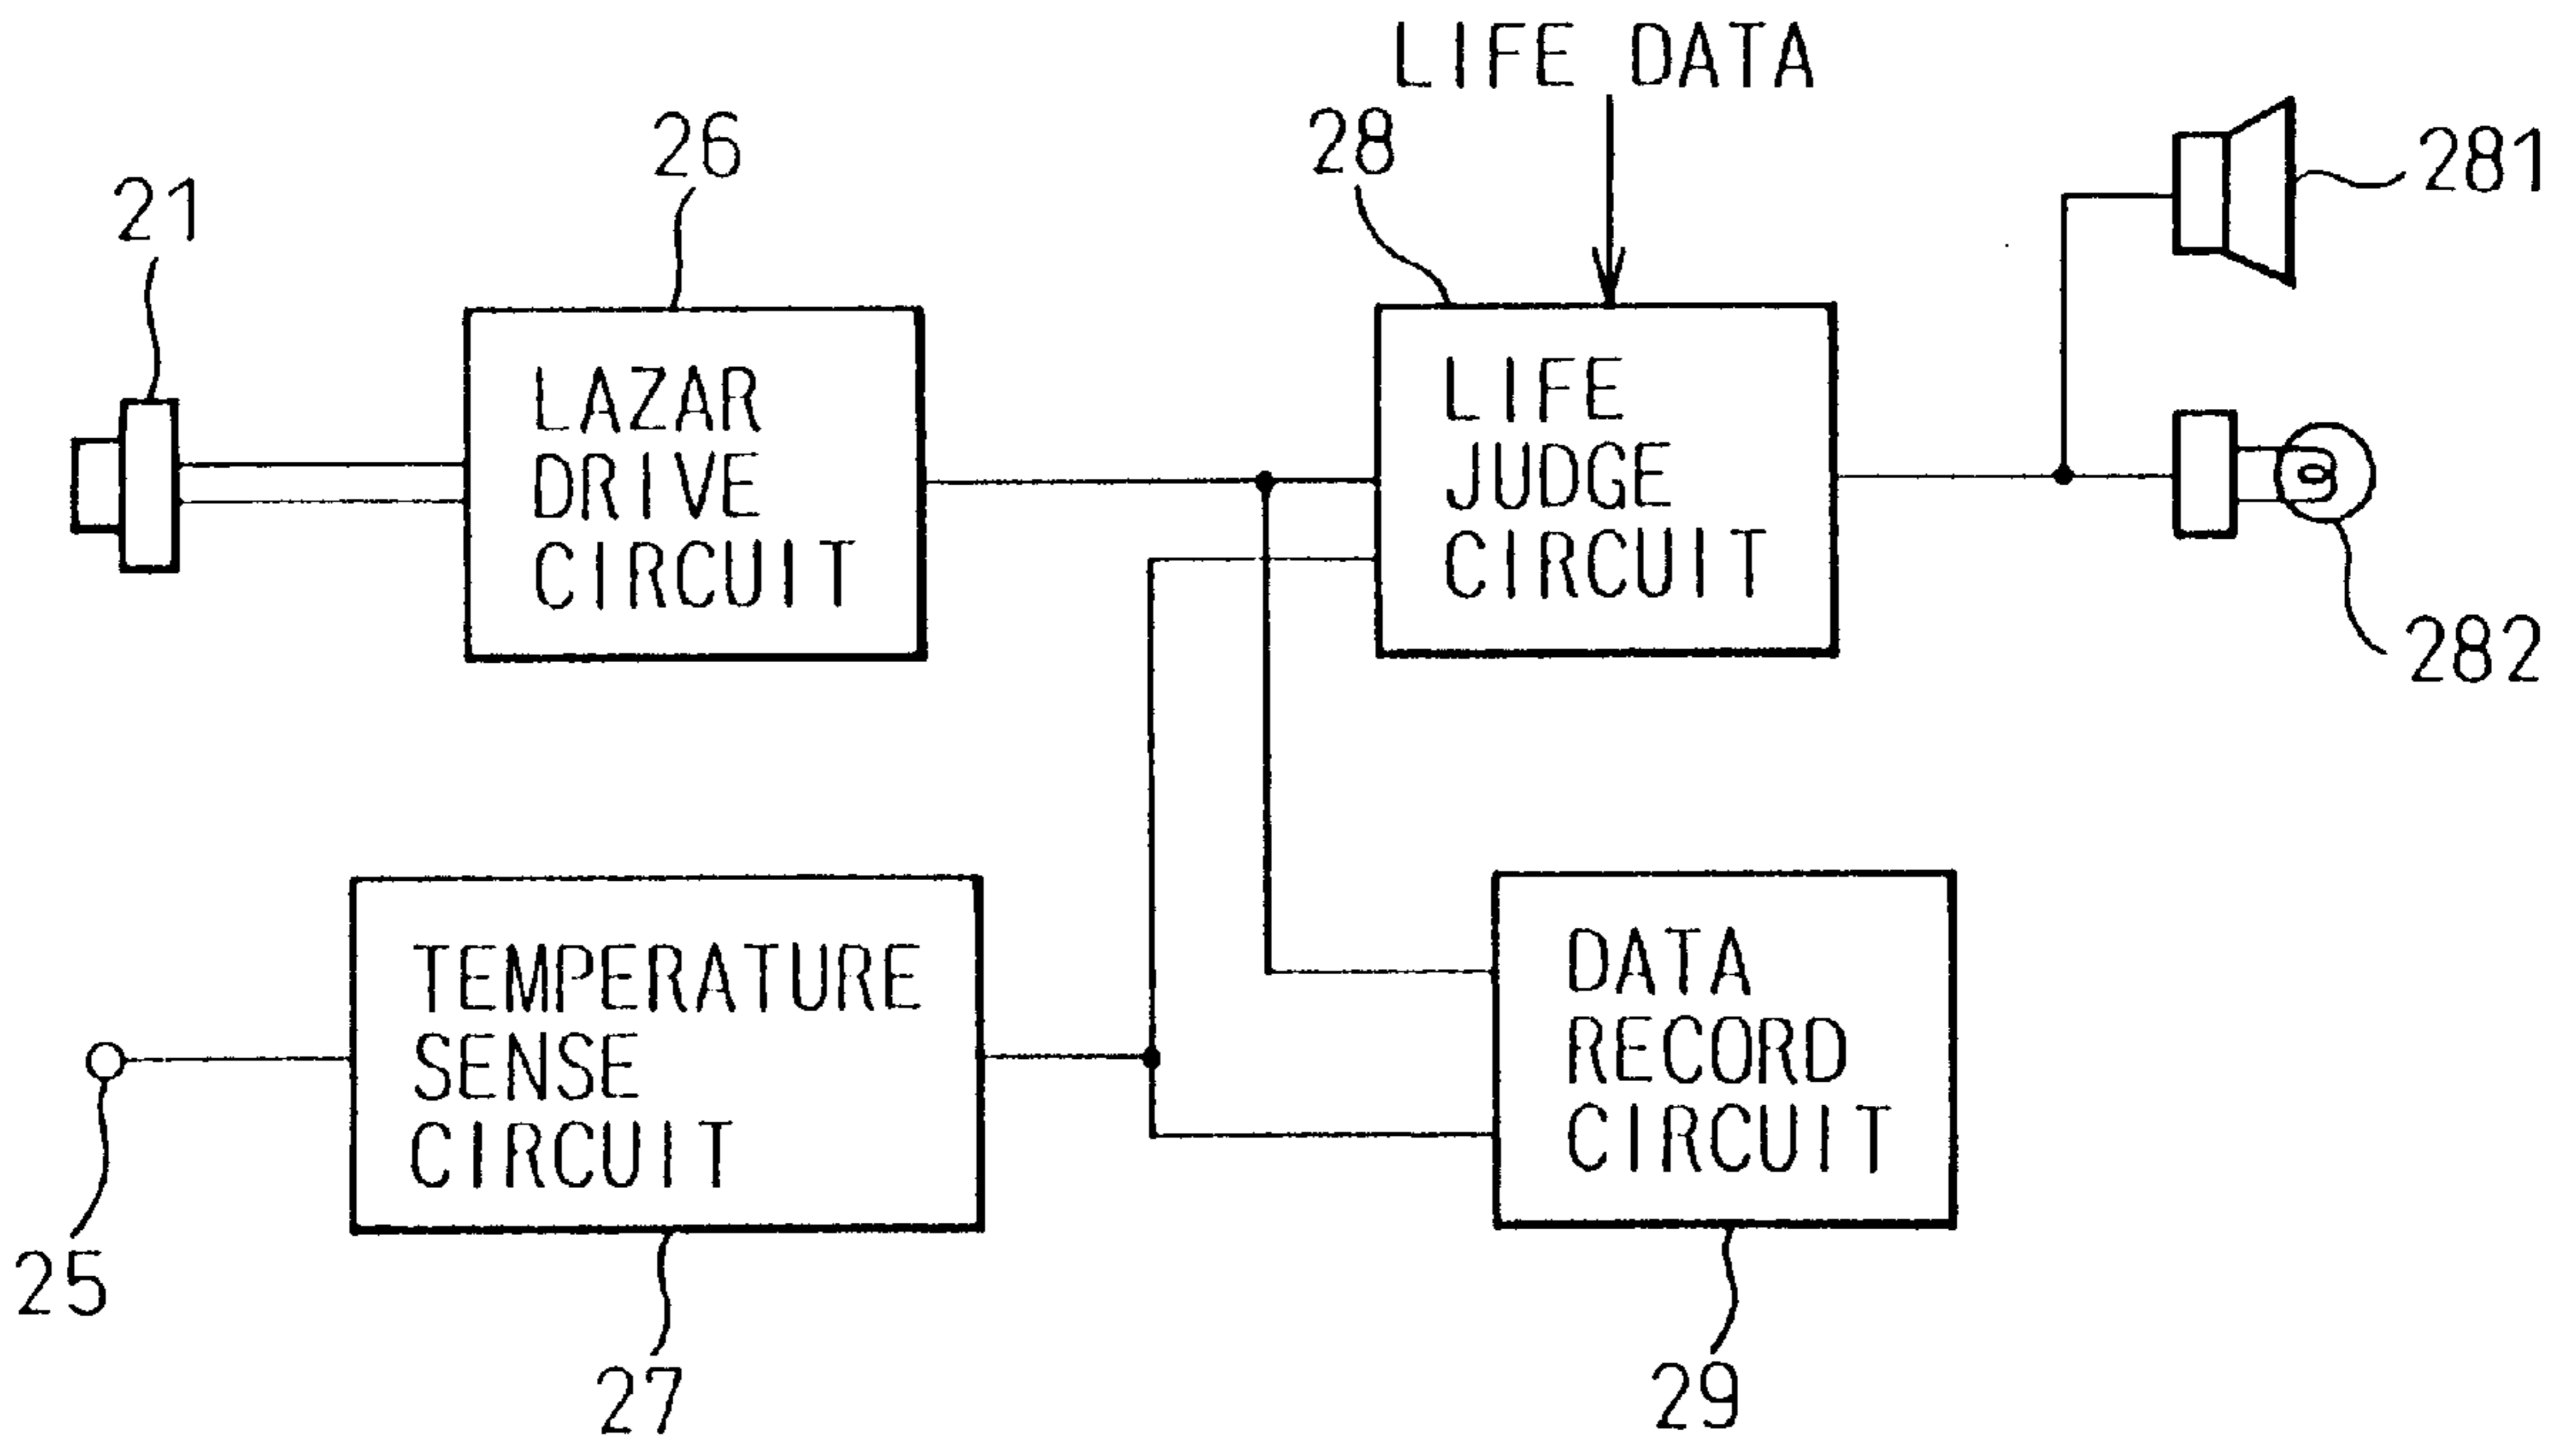 LIFE DATA
21
26
28
281
LAZAR
DRIVE
CIRCUIT
LIFE
JUDGE
CIRCUIT
282
TEMPERATURE
SENSE
CIRCUIT
DATA
RECORD
CIRCUIT
25
27
29